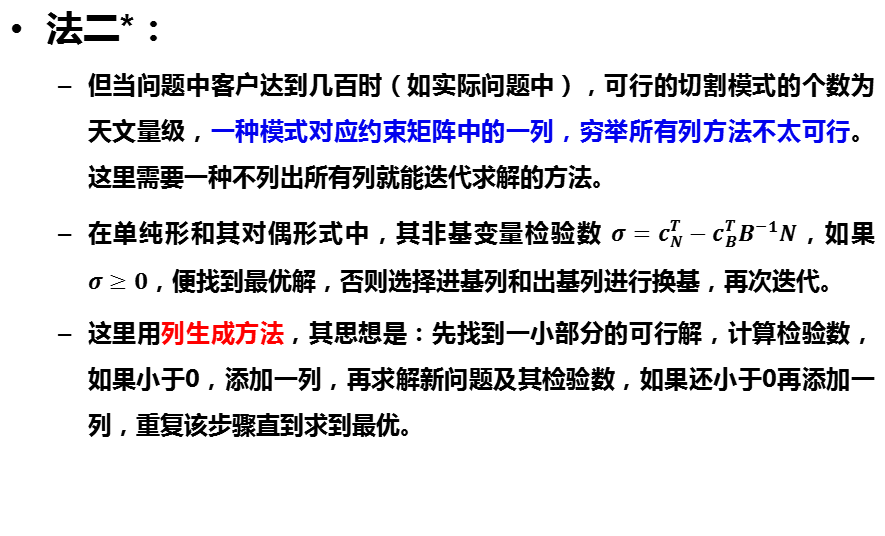 • 法二*：
– 但当问题中客户达到几百时（如实际问题中），可行的切割模式的个数为
天文量级，一种模式对应约束矩阵中的一列，穷举所有列方法不太可行。
这里需要一种不列出所有列就能迭代求解的方法。
– 在单纯形和其对偶形式中，其非基变量检验数 σ = c_N^T − c_B^T B^{−1} N，如果
σ ≥ 0，便找到最优解，否则选择进基列和出基列进行换基，再次迭代。
– 这里用列生成方法，其思想是：先找到一小部分的可行解，计算检验数，
如果小于0，添加一列，再求解新问题及其检验数，如果还小于0再添加一
列，重复该步骤直到求到最优。